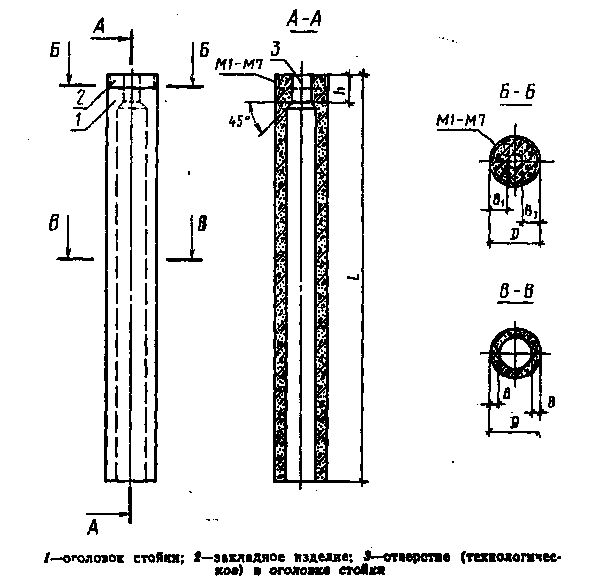 А
А-А
Б
Б
3
М1-М7
2
1
h
45°
Б-Б
М1-М7
В
В
В₁
В₁
D
L
В-В
В
В
D
А
1—оголовок стойки; 2—закладное изделие; 3—отверстие (технологичес-
кое) в оголовке стойки